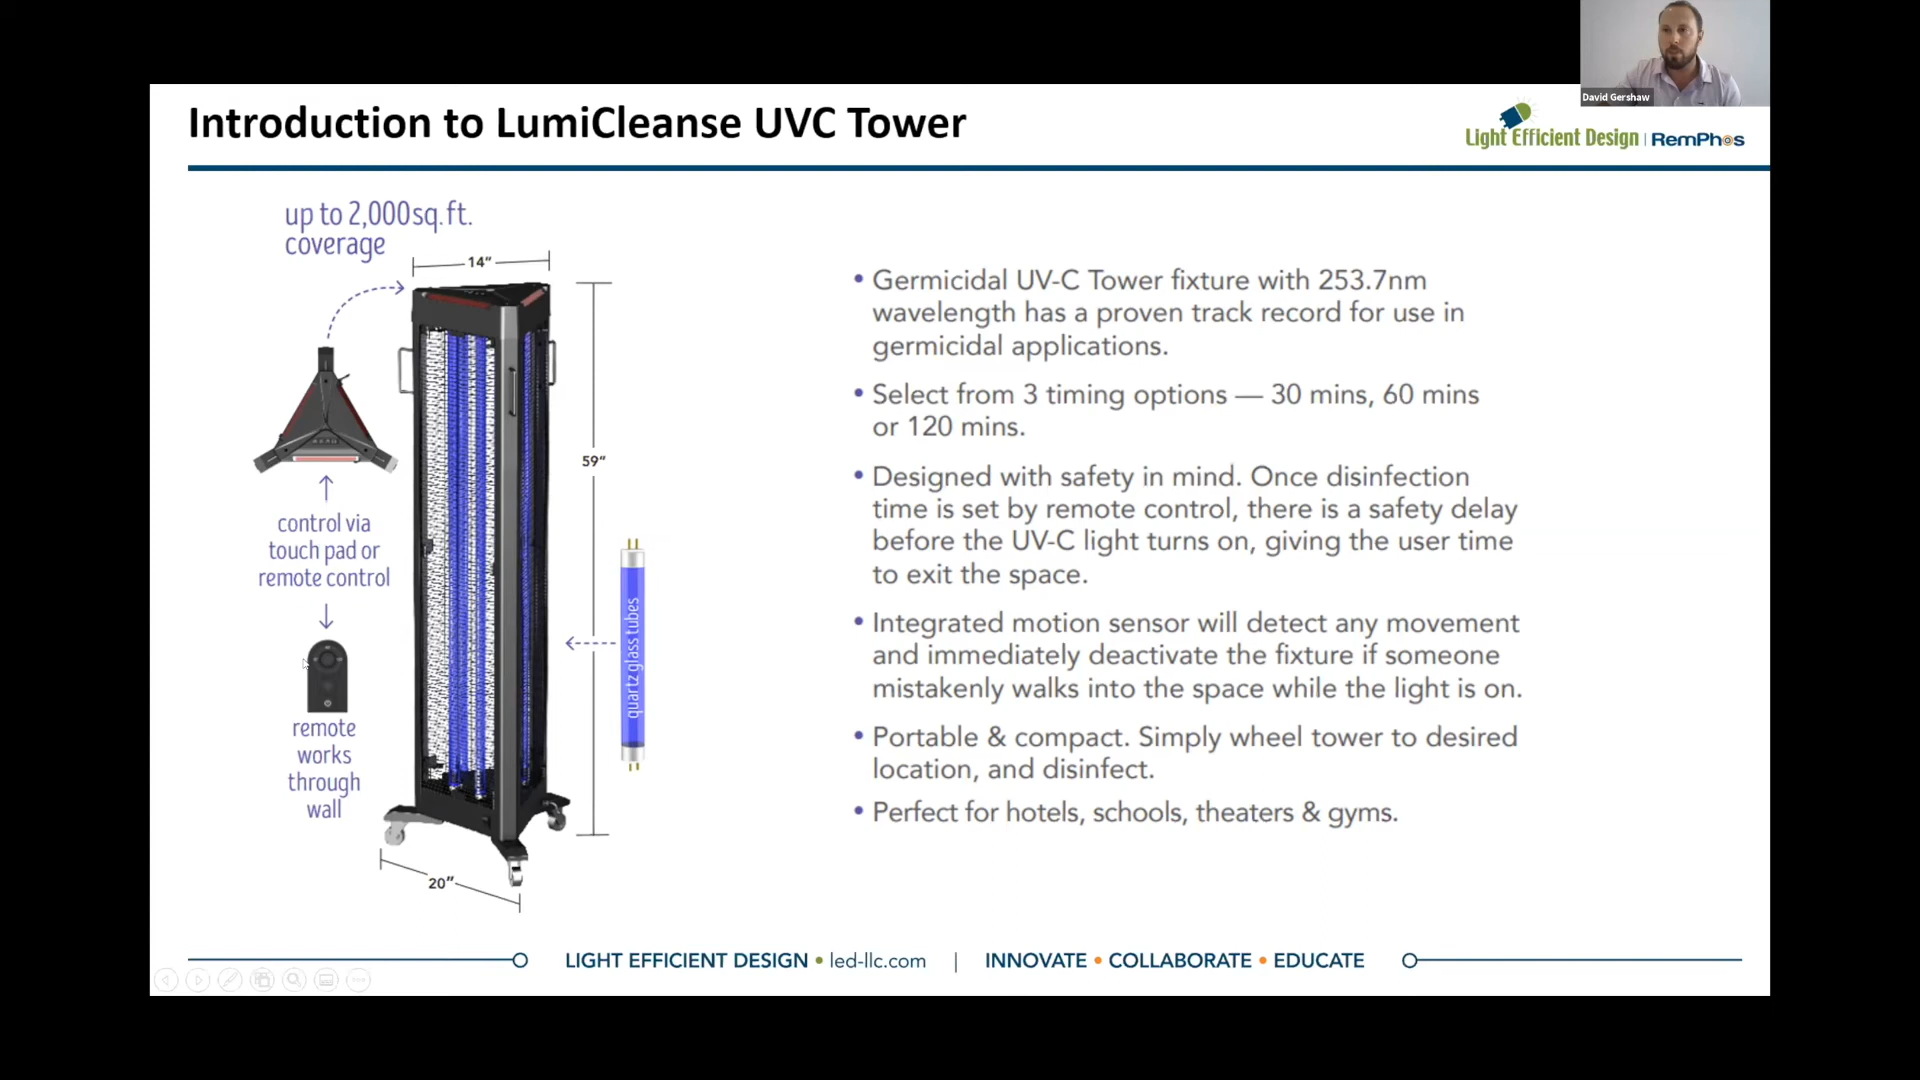 David Gershaw
Introduction to LumiCleanse UVC Tower
Light Efficient Design | RemPhos
up to 2,000sq.ft.
coverage
14"
59"
control via
touch pad or
remote control
quartz glass tubes
remote
works
through
wall
20"
• Germicidal UV-C Tower fixture with 253.7nm
wavelength has a proven track record for use in
germicidal applications.
• Select from 3 timing options — 30 mins, 60 mins
or 120 mins.
• Designed with safety in mind. Once disinfection
time is set by remote control, there is a safety delay
before the UV-C light turns on, giving the user time
to exit the space.
• Integrated motion sensor will detect any movement
and immediately deactivate the fixture if someone
mistakenly walks into the space while the light is on.
• Portable & compact. Simply wheel tower to desired
location, and disinfect.
• Perfect for hotels, schools, theaters & gyms.
LIGHT EFFICIENT DESIGN • led-llc.com | INNOVATE • COLLABORATE • EDUCATE